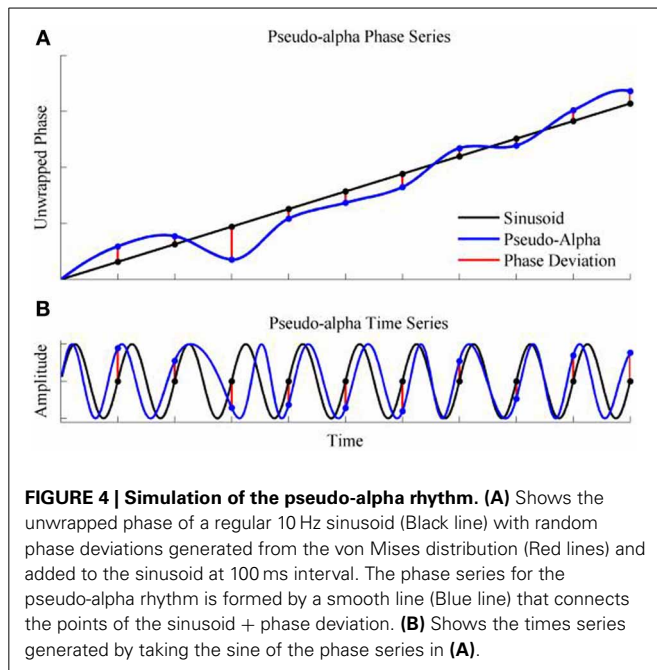 A
Pseudo-alpha Phase Series
Unwrapped Phase
Sinusoid
Pseudo-Alpha
Phase Deviation
B
Pseudo-alpha Time Series
Amplitude
Time
FIGURE 4 | Simulation of the pseudo-alpha rhythm. (A) Shows the
unwrapped phase of a regular 10 Hz sinusoid (Black line) with random
phase deviations generated from the von Mises distribution (Red lines) and
added to the sinusoid at 100 ms interval. The phase series for the
pseudo-alpha rhythm is formed by a smooth line (Blue line) that connects
the points of the sinusoid + phase deviation. (B) Shows the times series
generated by taking the sine of the phase series in (A).